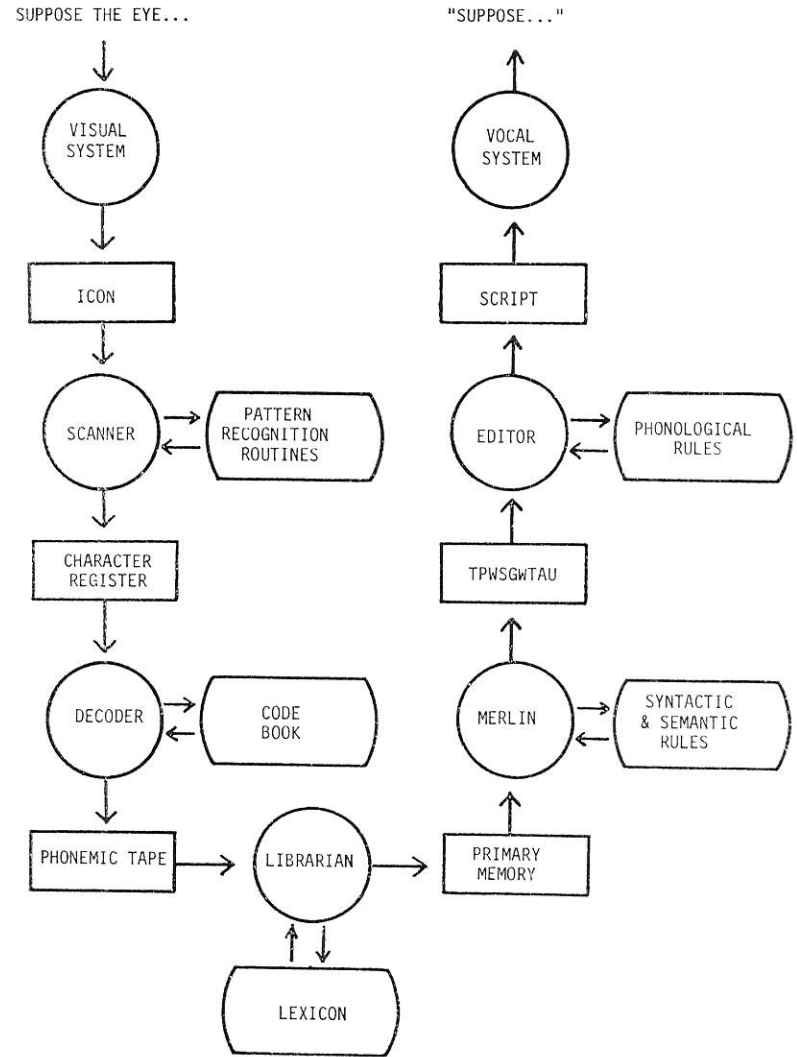 SUPPOSE THE EYE...
VISUAL
SYSTEM
ICON
SCANNER
PATTERN
RECOGNITION
ROUTINES
CHARACTER
REGISTER
DECODER
CODE
BOOK
PHONEMIC TAPE
LIBRARIAN
LEXICON
PRIMARY
MEMORY
MERLIN
SYNTACTIC
& SEMANTIC
RULES
TPWSGWTAU
EDITOR
PHONOLOGICAL
RULES
SCRIPT
VOCAL
SYSTEM
"SUPPOSE..."